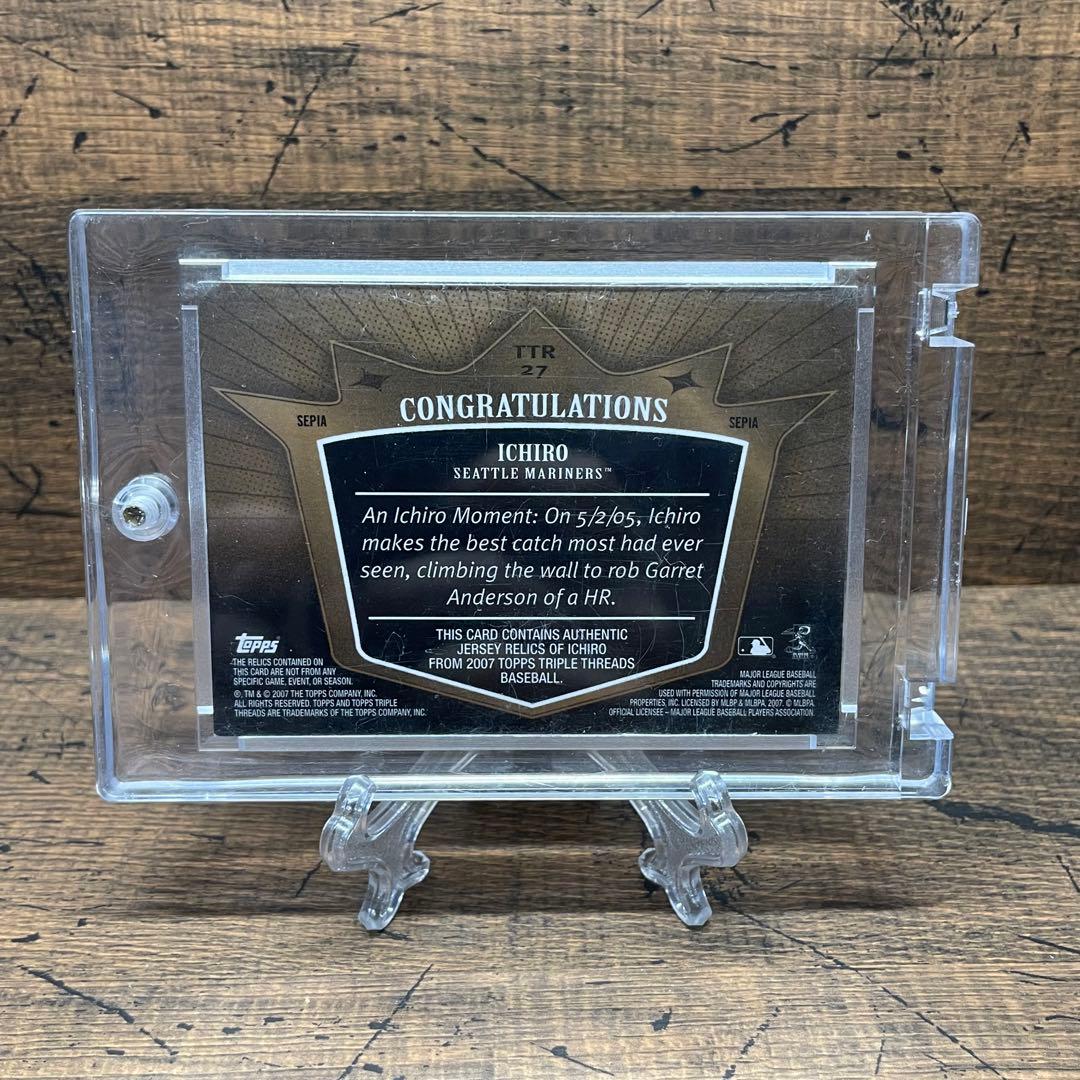 TTR
27
CONGRATULATIONS
SEPIA
SEPIA
ICHIRO
SEATTLE MARINERS™
An Ichiro Moment: On 5/2/05, Ichiro
makes the best catch most had ever
seen, climbing the wall to rob Garret
Anderson of a HR.
THIS CARD CONTAINS AUTHENTIC
JERSEY RELICS OF ICHIRO
FROM 2007 TOPPS TRIPLE THREADS
BASEBALL.
Topps
THE RELICS CONTAINED ON
THIS CARD ARE NOT FROM ANY
SPECIFIC GAME, EVENT, OR SEASON.
®, TM & © 2007 THE TOPPS COMPANY, INC.
ALL RIGHTS RESERVED. TOPPS AND TOPPS TRIPLE
THREADS ARE TRADEMARKS OF THE TOPPS COMPANY, INC.
MAJOR LEAGUE BASEBALL
TRADEMARKS AND COPYRIGHTS ARE
USED WITH PERMISSION OF MAJOR LEAGUE BASEBALL
PROPERTIES, INC. LICENSED BY MLBP & MLBPA, 2007. © MLBPA,
OFFICIAL LICENSEE – MAJOR LEAGUE BASEBALL PLAYERS ASSOCIATION.